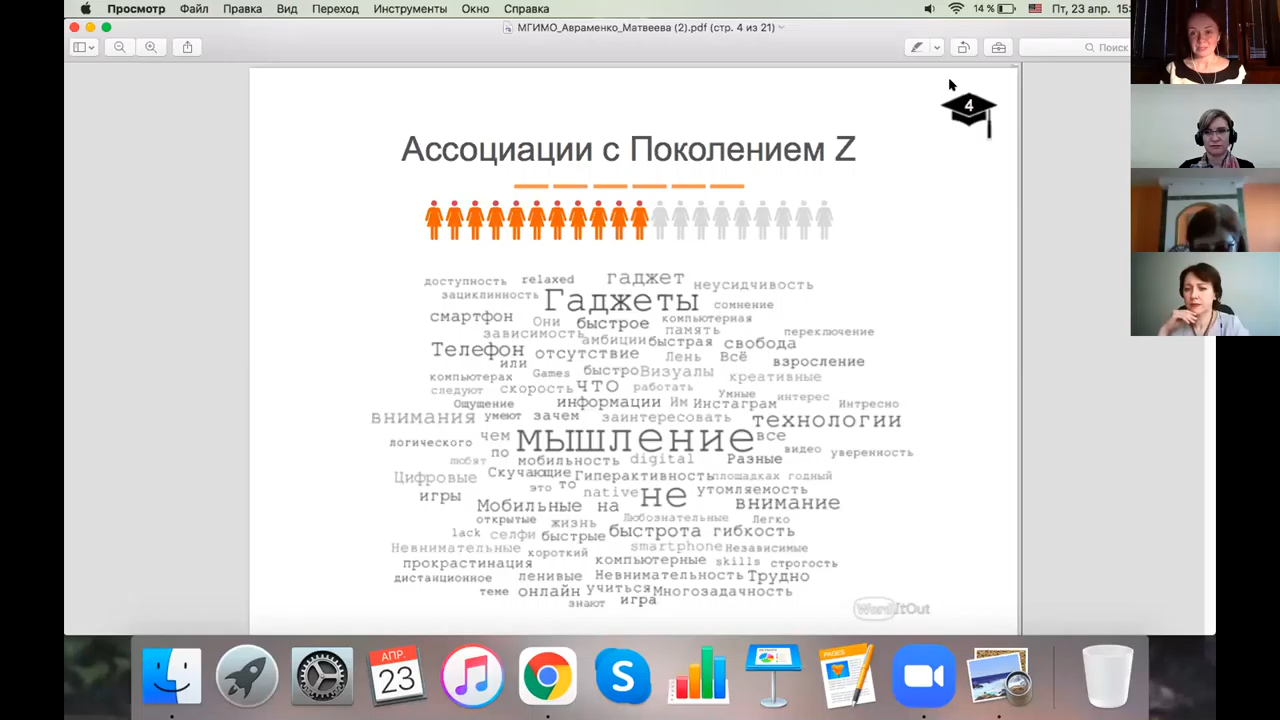 Просмотр Файл Правка Вид Переход Инструменты Окно Справка 14 % Пт, 23 апр. 15:
МГИМО_Авраменко_Матвеева (2).pdf (стр. 4 из 21)
Поиск
4
Ассоциации с Поколением Z
доступность relaxed гаджет неусидчивость
зацикленность Гаджеты сомнение
смартфон Они быстрое компьютерная
зависимость амбиции быстрая память свобода переключение
Телефон отсутствие Лень Всё взросление
или Games быстро Визуалы креативные
компьютерах скорость что работать
следуют информации Им Умные интерес
Ощущение Инстаграм Интресно
внимания умеют зачем заинтересовать технологии
логического чем мышление все
по мобильность digital Разные видео уверенность
любят Скучающие Гиперактивность площадках годный
Цифровые это то native не утомляемость
игры Мобильные на внимание
открытые жизнь Любознательные Легко
lack селфи быстрые быстрота гибкость
Невнимательные короткий smartphone Независимые
прокрастинация компьютерные skills строгость
дистанционное ленивые Невнимательность Трудно
теме онлайн учиться Многозадачность
знают игра
WordItOut
АПР.
23